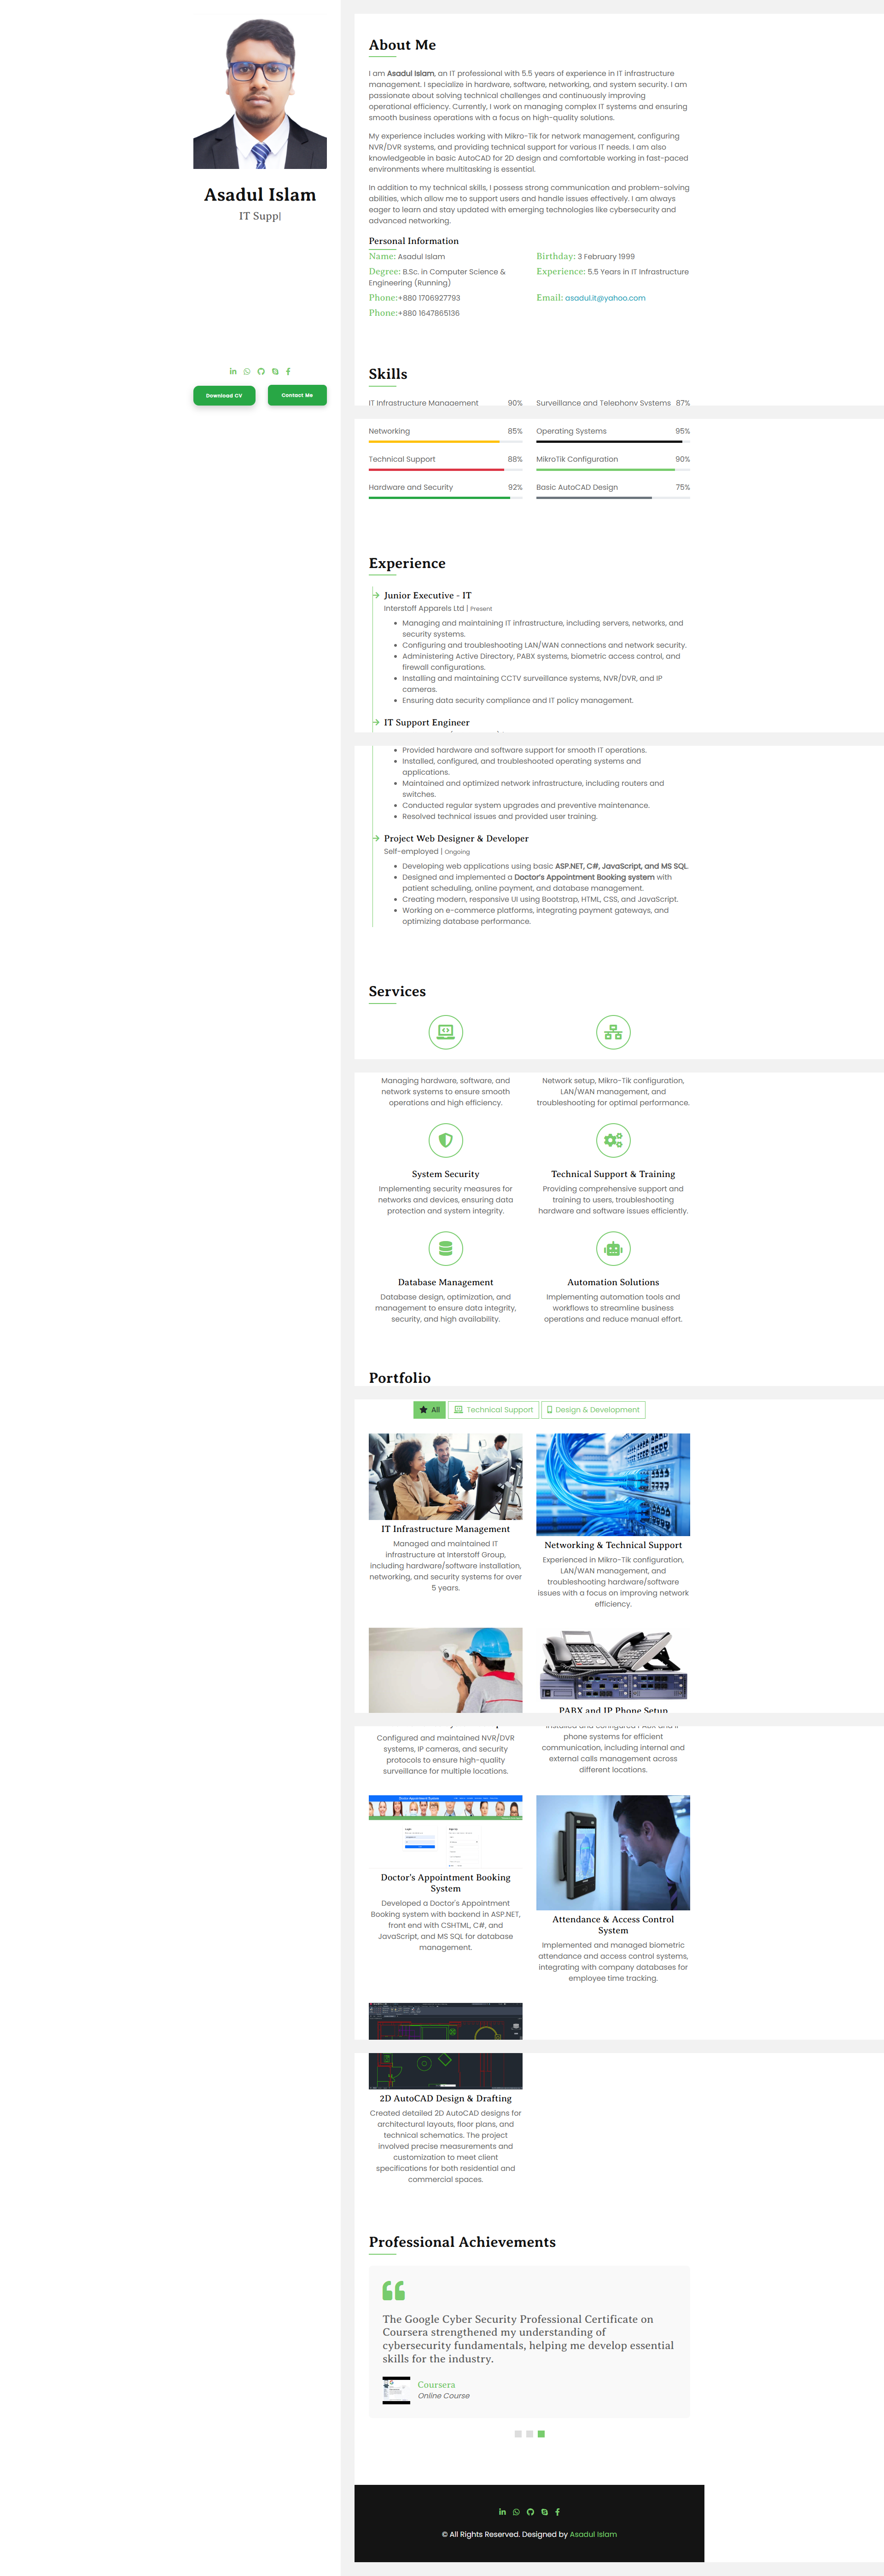 Asadul Islam
IT Supp|
Download CV
Contact Me
About Me
I am Asadul Islam, an IT professional with 5.5 years of experience in IT infrastructure
management. I specialize in hardware, software, networking, and system security. I am
passionate about solving technical challenges and continuously improving
operational efficiency. Currently, I work on managing complex IT systems and ensuring
smooth business operations with a focus on high-quality solutions.
My experience includes working with Mikro-Tik for network management, configuring
NVR/DVR systems, and providing technical support for various IT needs. I am also
knowledgeable in basic AutoCAD for 2D design and comfortable working in fast-paced
environments where multitasking is essential.
In addition to my technical skills, I possess strong communication and problem-solving
abilities, which allow me to support users and handle issues effectively. I am always
eager to learn and stay updated with emerging technologies like cybersecurity and
advanced networking.
Personal Information
Name: Asadul Islam
Birthday: 3 February 1999
Degree: B.Sc. in Computer Science &
Engineering (Running)
Experience: 5.5 Years in IT Infrastructure
Phone:+880 1706927793
Email: asadul.it@yahoo.com
Phone:+880 1647865136
Skills
IT Infrastructure Management 90%
Surveillance and Telephony Systems 87%
Networking 85%
Operating Systems 95%
Technical Support 88%
MikroTik Configuration 90%
Hardware and Security 92%
Basic AutoCAD Design 75%
Experience
Junior Executive - IT
Interstoff Apparels Ltd | Present
• Managing and maintaining IT infrastructure, including servers, networks, and
security systems.
• Configuring and troubleshooting LAN/WAN connections and network security.
• Administering Active Directory, PABX systems, biometric access control, and
firewall configurations.
• Installing and maintaining CCTV surveillance systems, NVR/DVR, and IP
cameras.
• Ensuring data security compliance and IT policy management.
IT Support Engineer
• Provided hardware and software support for smooth IT operations.
• Installed, configured, and troubleshooted operating systems and
applications.
• Maintained and optimized network infrastructure, including routers and
switches.
• Conducted regular system upgrades and preventive maintenance.
• Resolved technical issues and provided user training.
Project Web Designer & Developer
Self-employed | Ongoing
• Developing web applications using basic ASP.NET, C#, JavaScript, and MS SQL.
• Designed and implemented a Doctor's Appointment Booking system with
patient scheduling, online payment, and database management.
• Creating modern, responsive UI using Bootstrap, HTML, CSS, and JavaScript.
• Working on e-commerce platforms, integrating payment gateways, and
optimizing database performance.
Services
Managing hardware, software, and
network systems to ensure smooth
operations and high efficiency.
Network setup, Mikro-Tik configuration,
LAN/WAN management, and
troubleshooting for optimal performance.
System Security
Implementing security measures for
networks and devices, ensuring data
protection and system integrity.
Technical Support & Training
Providing comprehensive support and
training to users, troubleshooting
hardware and software issues efficiently.
Database Management
Database design, optimization, and
management to ensure data integrity,
security, and high availability.
Automation Solutions
Implementing automation tools and
workflows to streamline business
operations and reduce manual effort.
Portfolio
All
Technical Support
Design & Development
IT Infrastructure Management
Managed and maintained IT
infrastructure at Interstoff Group,
including hardware/software installation,
networking, and security systems for over
5 years.
Networking & Technical Support
Experienced in Mikro-Tik configuration,
LAN/WAN management, and
troubleshooting hardware/software
issues with a focus on improving network
efficiency.
PABX and IP Phone Setup
Configured and maintained NVR/DVR
systems, IP cameras, and security
protocols to ensure high-quality
surveillance for multiple locations.
Installed and configured PABX and IP
phone systems for efficient
communication, including internal and
external calls management across
different locations.
Doctor's Appointment Booking
System
Developed a Doctor's Appointment
Booking system with backend in ASP.NET,
front end with CSHTML, C#, and
JavaScript, and MS SQL for database
management.
Attendance & Access Control
System
Implemented and managed biometric
attendance and access control systems,
integrating with company databases for
employee time tracking.
2D AutoCAD Design & Drafting
Created detailed 2D AutoCAD designs for
architectural layouts, floor plans, and
technical schematics. The project
involved precise measurements and
customization to meet client
specifications for both residential and
commercial spaces.
Professional Achievements
The Google Cyber Security Professional Certificate on
Coursera strengthened my understanding of
cybersecurity fundamentals, helping me develop essential
skills for the industry.
Coursera
Online Course
© All Rights Reserved. Designed by Asadul Islam